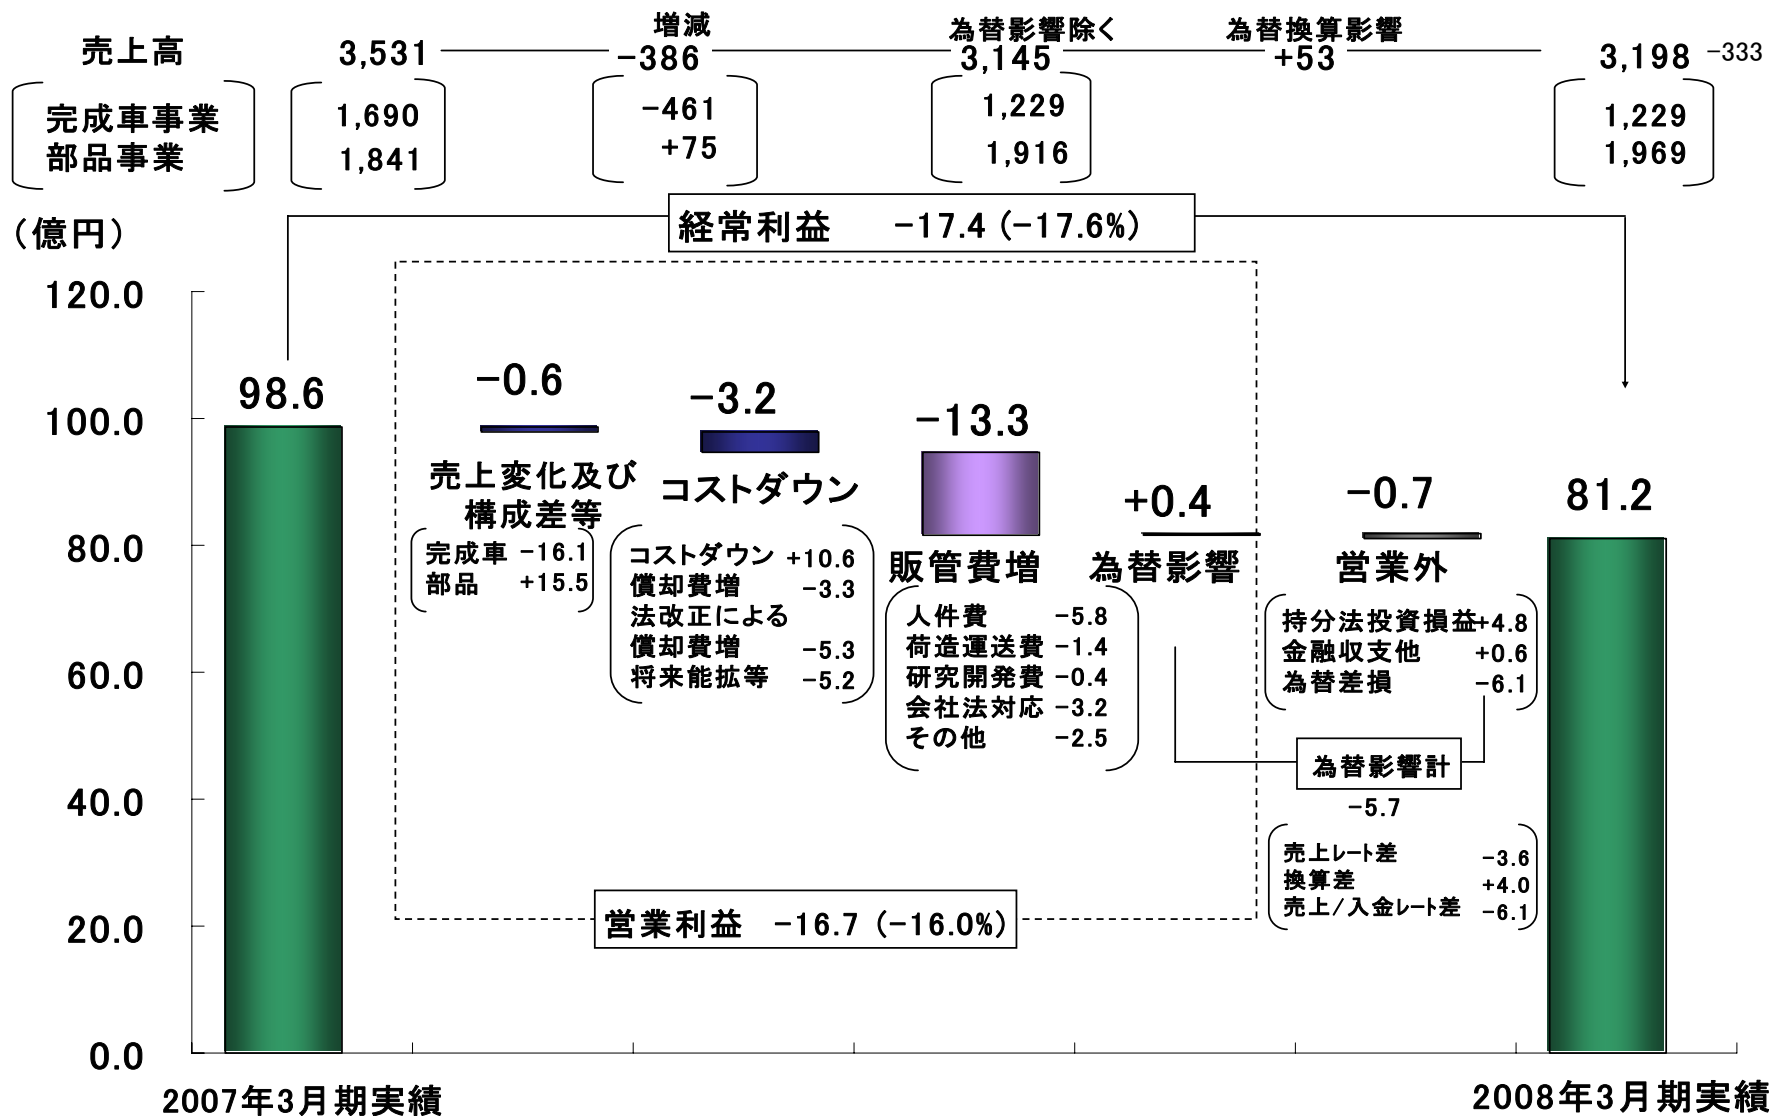 売上高 3,531 増減 -386 為替影響除く 3,145 為替換算影響 +53 3,198 -333
完成車事業 1,690 -461 1,229 1,229
部品事業 1,841 +75 1,916 1,969
経常利益 -17.4 (-17.6%)
(億円)
120.0
100.0
80.0
60.0
40.0
20.0
0.0
98.6
-0.6
売上変化及び
構成差等
完成車 -16.1
部品 +15.5
-3.2
コストダウン
コストダウン +10.6
償却費増 -3.3
法改正による
償却費増 -5.3
将来能拡等 -5.2
-13.3
販管費増
人件費 -5.8
荷造運送費 -1.4
研究開発費 -0.4
会社法対応 -3.2
その他 -2.5
+0.4
為替影響
-0.7
営業外
持分法投資損益+4.8
金融収支他 +0.6
為替差損 -6.1
為替影響計
-5.7
売上レート差 -3.6
換算差 +4.0
売上/入金レート差 -6.1
81.2
営業利益 -16.7 (-16.0%)
2007年3月期実績
2008年3月期実績